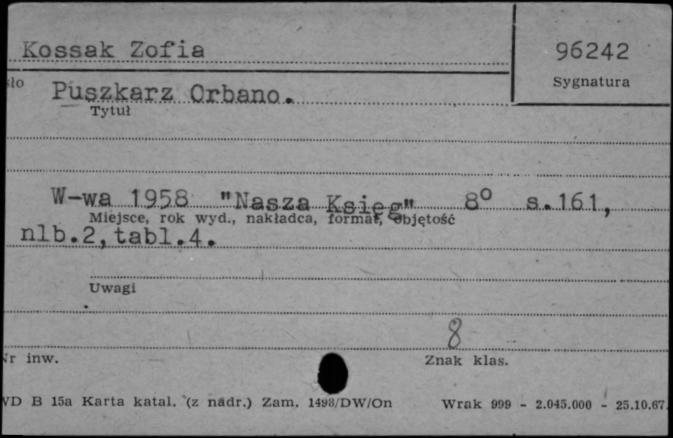 Kossak Zofia
96242
Sygnatura
Puszkarz Orbano.
Tytuł
W-wa 1958 "Nasza Księg" 8° s.161,
Miejsce, rok wyd., nakładca, format, objętość
nlb.2, tabl.4.
Uwagi
8
Nr inw.
Znak klas.
WD B 15a Karta katal. (z nadr.) Zam. 1493/DW/On Wrak 999 - 2.045.000 - 25.10.67.